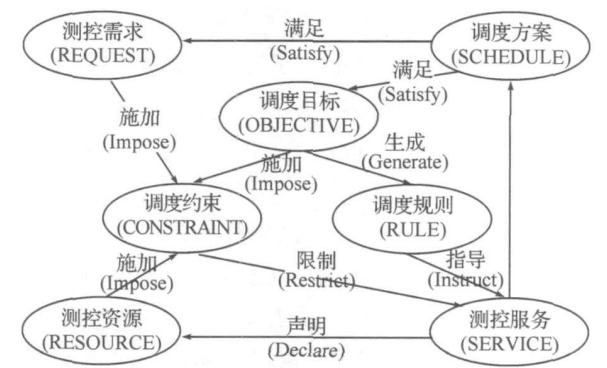 测控需求
(REQUEST)
满足
(Satisfy)
调度方案
(SCHEDULE)
满足
(Satisfy)
调度目标
(OBJECTIVE)
施加
(Impose)
施加
(Impose)
生成
(Generate)
调度约束
(CONSTRAINT)
调度规则
(RULE)
施加
(Impose)
限制
(Restrict)
指导
(Instruct)
测控资源
(RESOURCE)
声明
(Declare)
测控服务
(SERVICE)